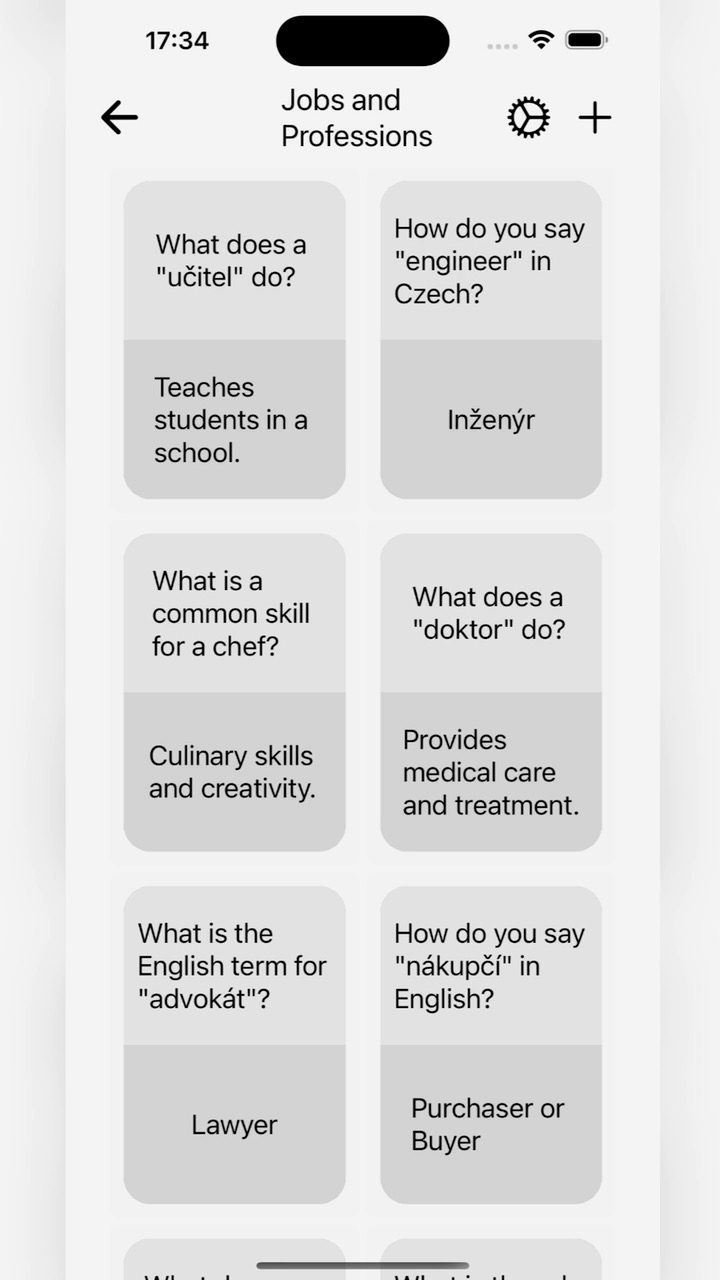 17:34
Jobs and
Professions
What does a
"učitel" do?
Teaches
students in a
school.
How do you say
"engineer" in
Czech?
Inženýr
What is a
common skill
for a chef?
Culinary skills
and creativity.
What does a
"doktor" do?
Provides
medical care
and treatment.
What is the
English term for
"advokát"?
Lawyer
How do you say
"nákupčí" in
English?
Purchaser or
Buyer